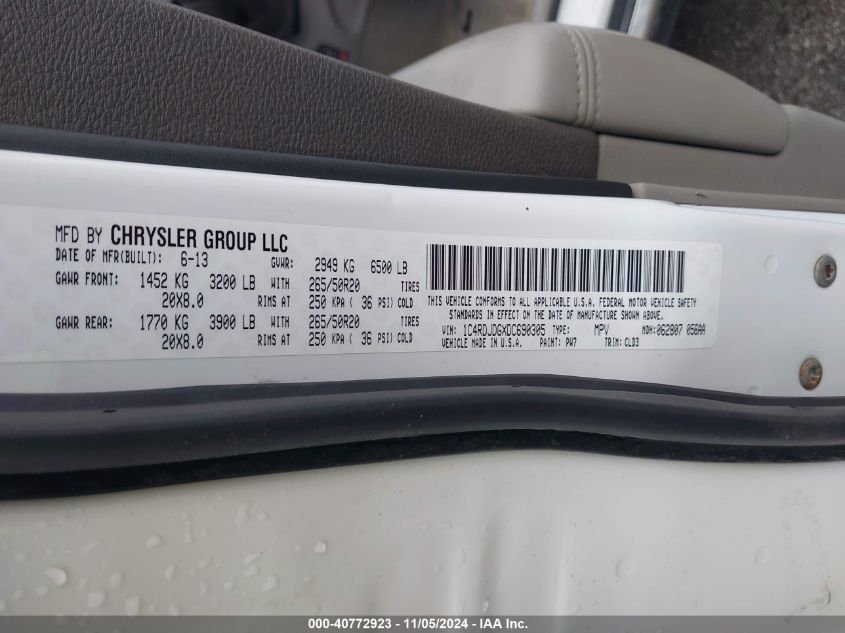 MFD BY CHRYSLER GROUP LLC
DATE OF MFR(BUILT): 6-13 GVWR: 2949 KG 6500 LB
GAWR FRONT: 1452 KG 3200 LB WITH 265/50R20 TIRES
20X8.0 RIMS AT 250 KPA ( 36 PSI) COLD
GAWR REAR: 1770 KG 3900 LB WITH 265/50R20 TIRES
20X8.0 RIMS AT 250 KPA ( 36 PSI) COLD
THIS VEHICLE CONFORMS TO ALL APPLICABLE U.S.A. FEDERAL MOTOR VEHICLE SAFETY
STANDARDS IN EFFECT ON THE DATE OF MANUFACTURE SHOWN ABOVE.
VIN: 1C4RDJDGXDC690305 TYPE: MPV MDH: 062807 056AA
VEHICLE MADE IN U.S.A. PAINT: PW7 TRIM: CLD3
000-40772923 - 11/05/2024 - IAA Inc.